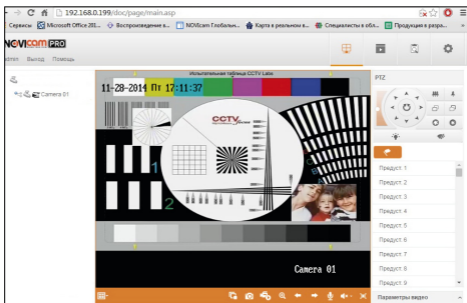 192.168.0.199/doc/page/main.asp
Сервисы Microsoft Office 201... Воспроизведение в... NOVIcam Глобальн... Карта в реальном в... Специалисты в обл... Продукция в разра... »
NOVIcam PRO
Выход Помощь
Испытательная таблица CCTV Labs
PTZ
11-28-2014 Пт 17:11:37
Camera 01
CCTV
1
2
Предуст. 1
Предуст. 2
Предуст. 3
Предуст. 4
Предуст. 5
Предуст. 6
Предуст. 7
Предуст. 8
Предуст. 9
Camera 01
Параметры видео